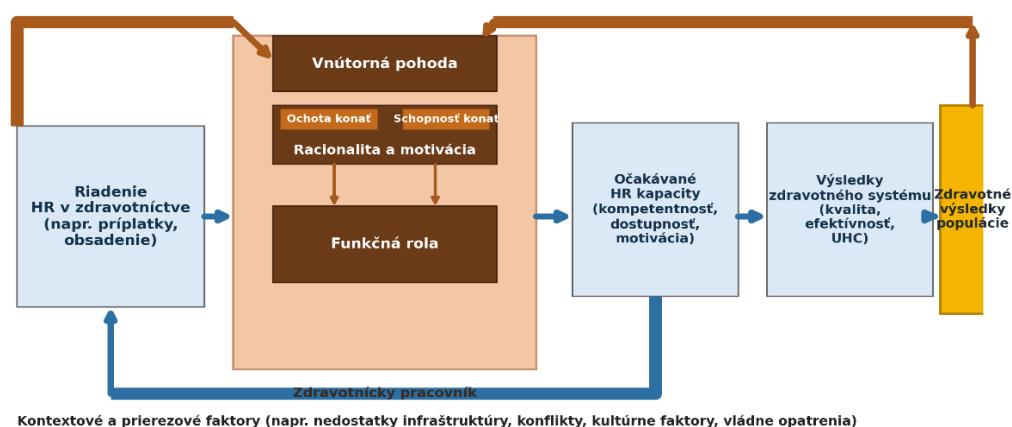 Vnútorná pohoda
Ochota konať
Schopnosť konať
Racionalita a motivácia
Funkčná rola
Riadenie
HR v zdravotníctve
(napr. príplatky,
obsadenie)
Očakávané
HR kapacity
(kompetentnosť,
dostupnosť,
motivácia)
Výsledky
zdravotného systému
(kvalita,
efektívnosť,
UHC)
Zdravotné
výsledky
populácie
Zdravotnícky pracovník
Kontextové a prierezové faktory (napr. nedostatky infraštruktúry, konflikty, kultúrne faktory, vládne opatrenia)